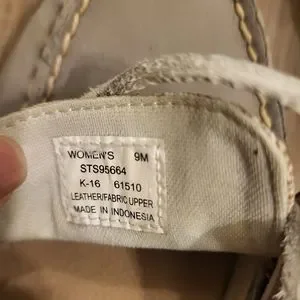 WOMEN'S 9M
STS95664
K-16 61510
LEATHER/FABRIC UPPER
MADE IN INDONESIA